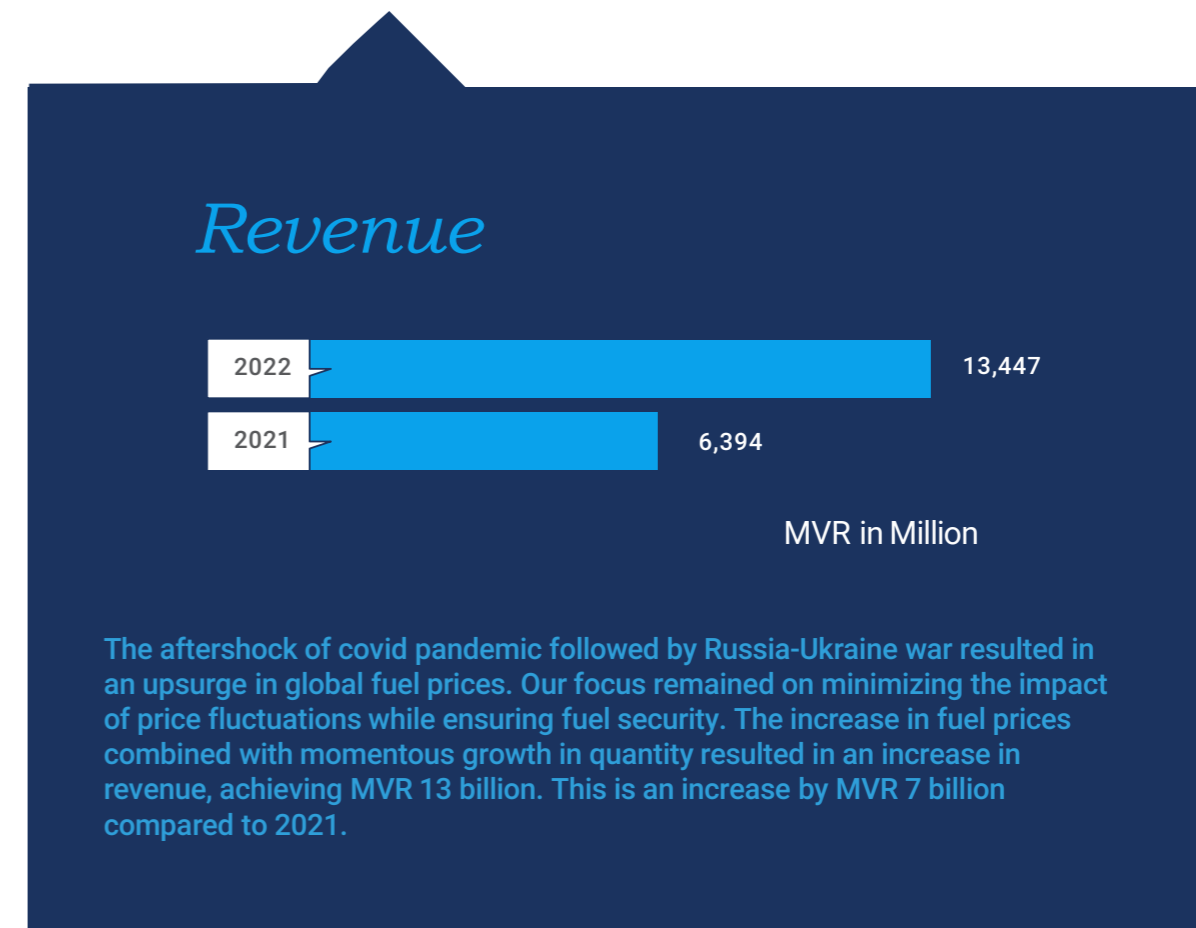 Revenue
2022
13,447
2021
6,394
MVR in Million
The aftershock of covid pandemic followed by Russia-Ukraine war resulted in
an upsurge in global fuel prices. Our focus remained on minimizing the impact
of price fluctuations while ensuring fuel security. The increase in fuel prices
combined with momentous growth in quantity resulted in an increase in
revenue, achieving MVR 13 billion. This is an increase by MVR 7 billion
compared to 2021.